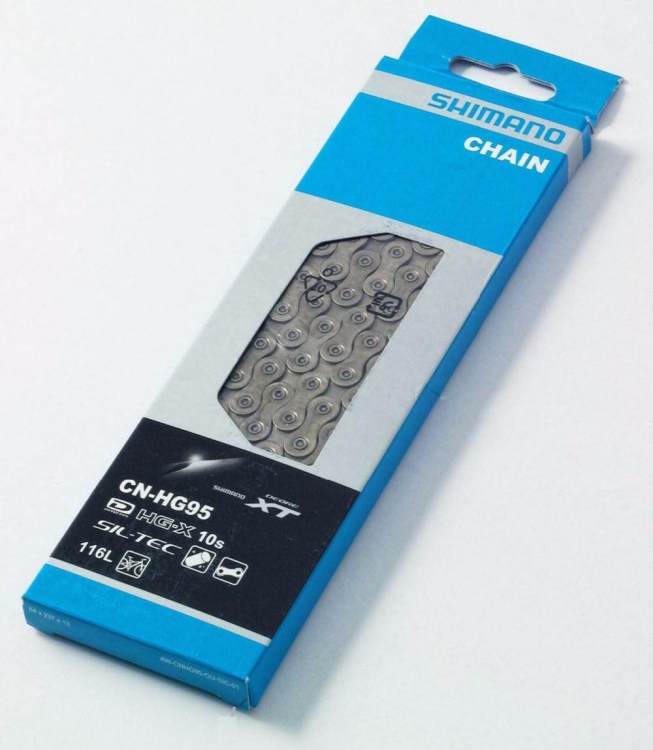 SHIMANO
CHAIN
CN-HG95
SHIMANO DEORE XT
HG-X 10s
SIL-TEC
116L